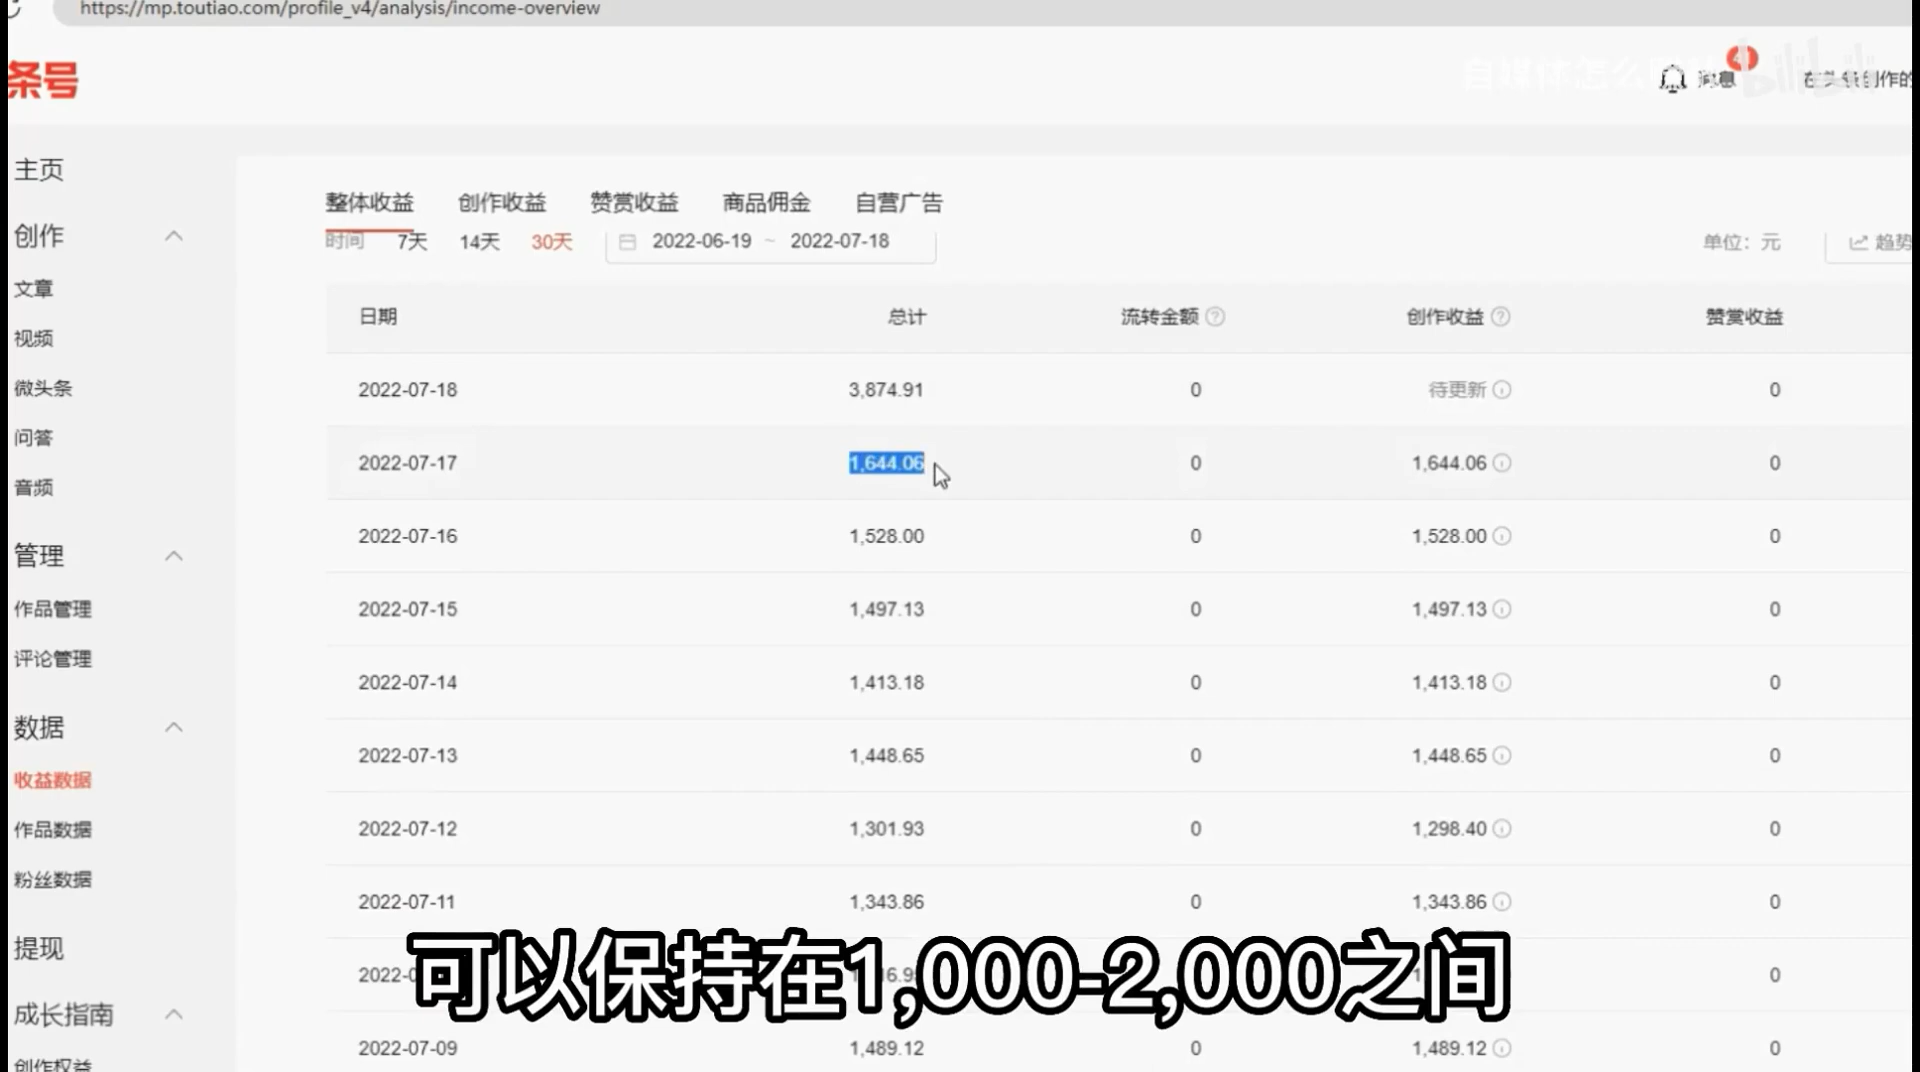 https://mp.toutiao.com/profile_v4/analysis/income-overview
条号
自媒体怎么
消息
主页
创作
文章
视频
微头条
问答
音频
管理
作品管理
评论管理
数据
收益数据
作品数据
粉丝数据
提现
成长指南
创作权益
整体收益 创作收益 赞赏收益 商品佣金 自营广告
时间 7天 14天 30天 2022-06-19 ~ 2022-07-18 单位：元 趋势
日期 总计 流转金额 创作收益 赞赏收益
2022-07-18 3,874.91 0 待更新 0
2022-07-17 1,644.06 0 1,644.06 0
2022-07-16 1,528.00 0 1,528.00 0
2022-07-15 1,497.13 0 1,497.13 0
2022-07-14 1,413.18 0 1,413.18 0
2022-07-13 1,448.65 0 1,448.65 0
2022-07-12 1,301.93 0 1,298.40 0
2022-07-11 1,343.86 0 1,343.86 0
可以保持在1,000-2,000之间
2022-07-09 1,489.12 0 1,489.12 0